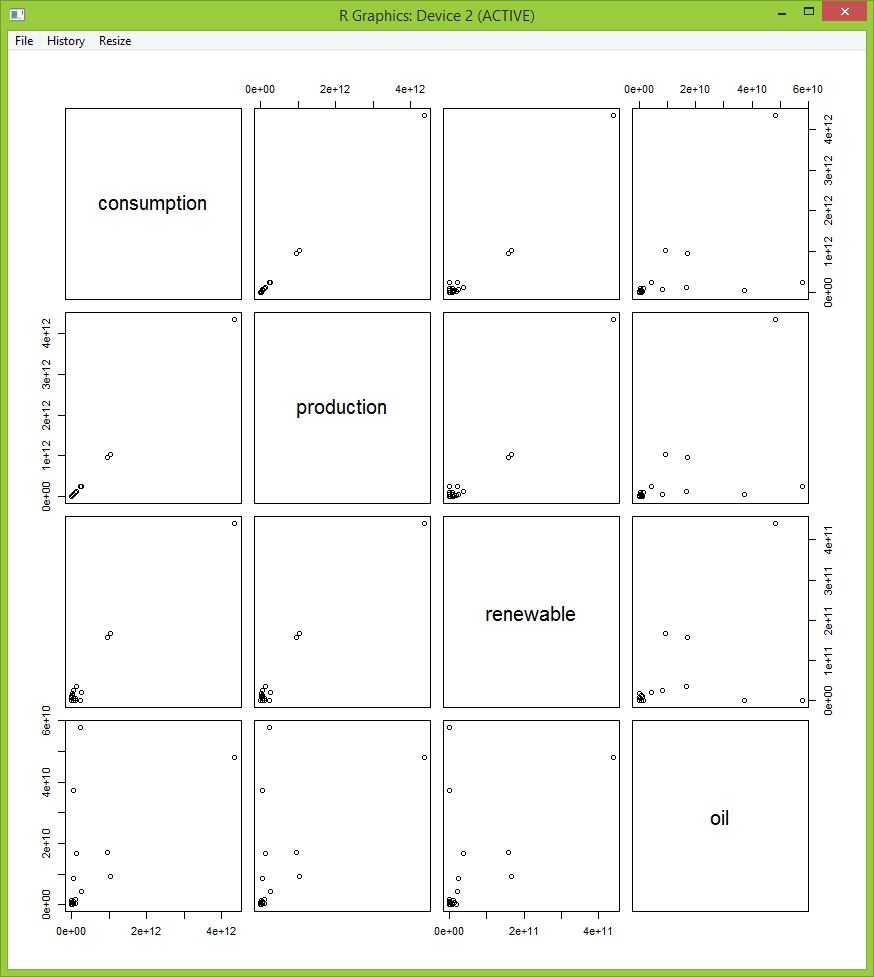 R Graphics: Device 2 (ACTIVE)
File History Resize
0e+00 2e+12 4e+12
0e+00 2e+10 4e+10 6e+10
consumption
0e+00 1e+12 2e+12 3e+12 4e+12
0e+00 1e+12 2e+12 3e+12 4e+12
production
renewable
0e+00 1e+11 2e+11 3e+11 4e+11
0e+00 2e+10 4e+10 6e+10
oil
0e+00 2e+12 4e+12
0e+00 2e+11 4e+11